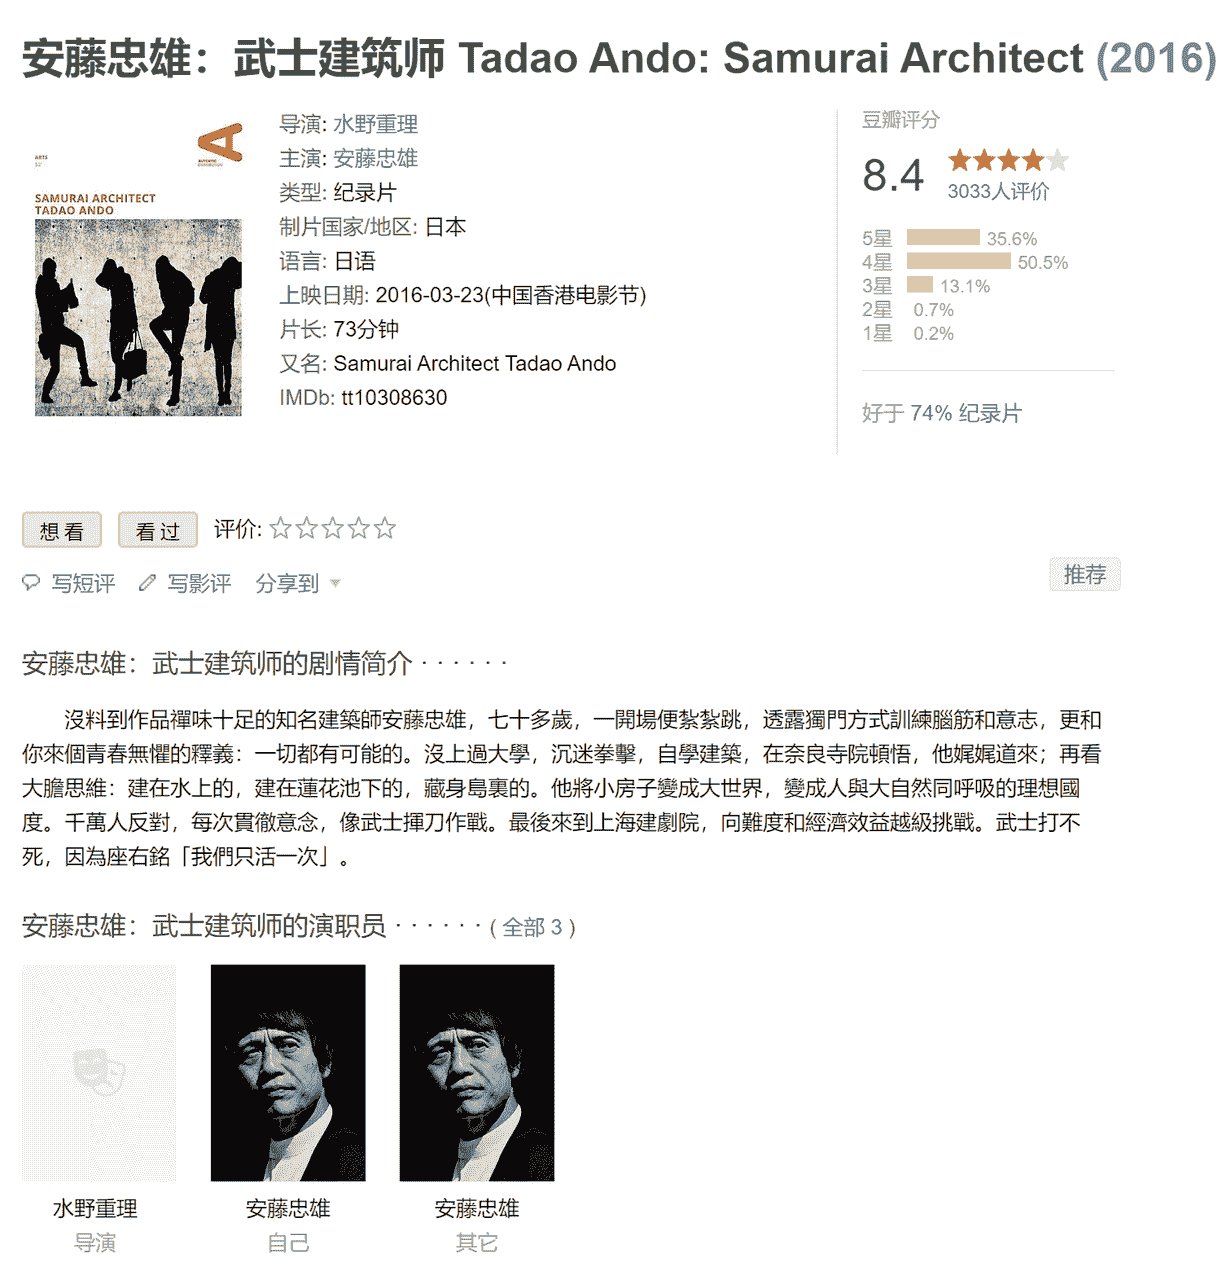 安藤忠雄：武士建筑师 Tadao Ando: Samurai Architect (2016)
ARTS
SAMURAI ARCHITECT
TADAO ANDO
导演: 水野重理
主演: 安藤忠雄
类型: 纪录片
制片国家/地区: 日本
语言: 日语
上映日期: 2016-03-23(中国香港电影节)
片长: 73分钟
又名: Samurai Architect Tadao Ando
IMDb: tt10308630
豆瓣评分
8.4
3033人评价
5星 35.6%
4星 50.5%
3星 13.1%
2星 0.7%
1星 0.2%
好于 74% 纪录片
想看 看过 评价:
写短评 写影评 分享到
推荐
安藤忠雄：武士建筑师的剧情简介 · · · · · ·
沒料到作品禪味十足的知名建築師安藤忠雄，七十多歲，一開場便紮紮跳，透露獨門方式訓練腦筋和意志，更和
你來個青春無懼的釋義：一切都有可能的。沒上過大學，沉迷拳擊，自學建築，在奈良寺院頓悟，他娓娓道來；再看
大膽思維：建在水上的，建在蓮花池下的，藏身島裏的。他將小房子變成大世界，變成人與大自然同呼吸的理想國
度。千萬人反對，每次貫徹意念，像武士揮刀作戰。最後來到上海建劇院，向難度和經濟效益越級挑戰。武士打不
死，因為座右銘「我們只活一次」。
安藤忠雄：武士建筑师的演职员 · · · · · · ( 全部 3 )
水野重理
导演
安藤忠雄
自己
安藤忠雄
其它